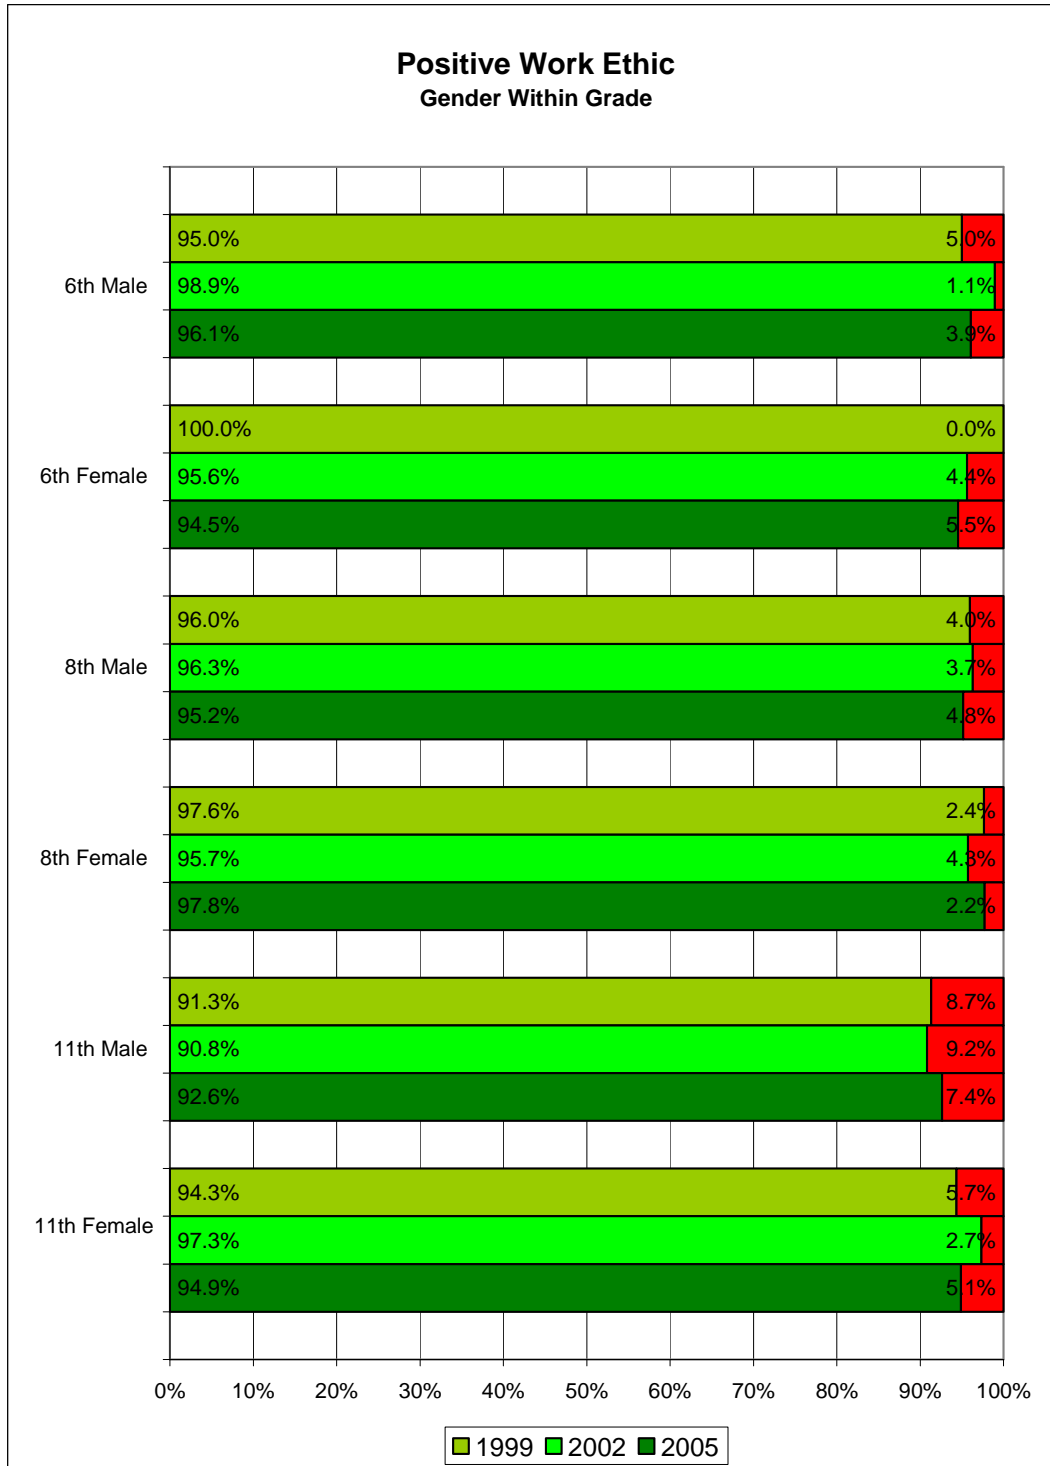 Positive Work Ethic
Gender Within Grade
95.0% 5.0%
6th Male 98.9% 1.1%
96.1% 3.9%
100.0% 0.0%
6th Female 95.6% 4.4%
94.5% 5.5%
96.0% 4.0%
8th Male 96.3% 3.7%
95.2% 4.8%
97.6% 2.4%
8th Female 95.7% 4.3%
97.8% 2.2%
91.3% 8.7%
11th Male 90.8% 9.2%
92.6% 7.4%
94.3% 5.7%
11th Female 97.3% 2.7%
94.9% 5.1%
0% 10% 20% 30% 40% 50% 60% 70% 80% 90% 100%
1999 2002 2005